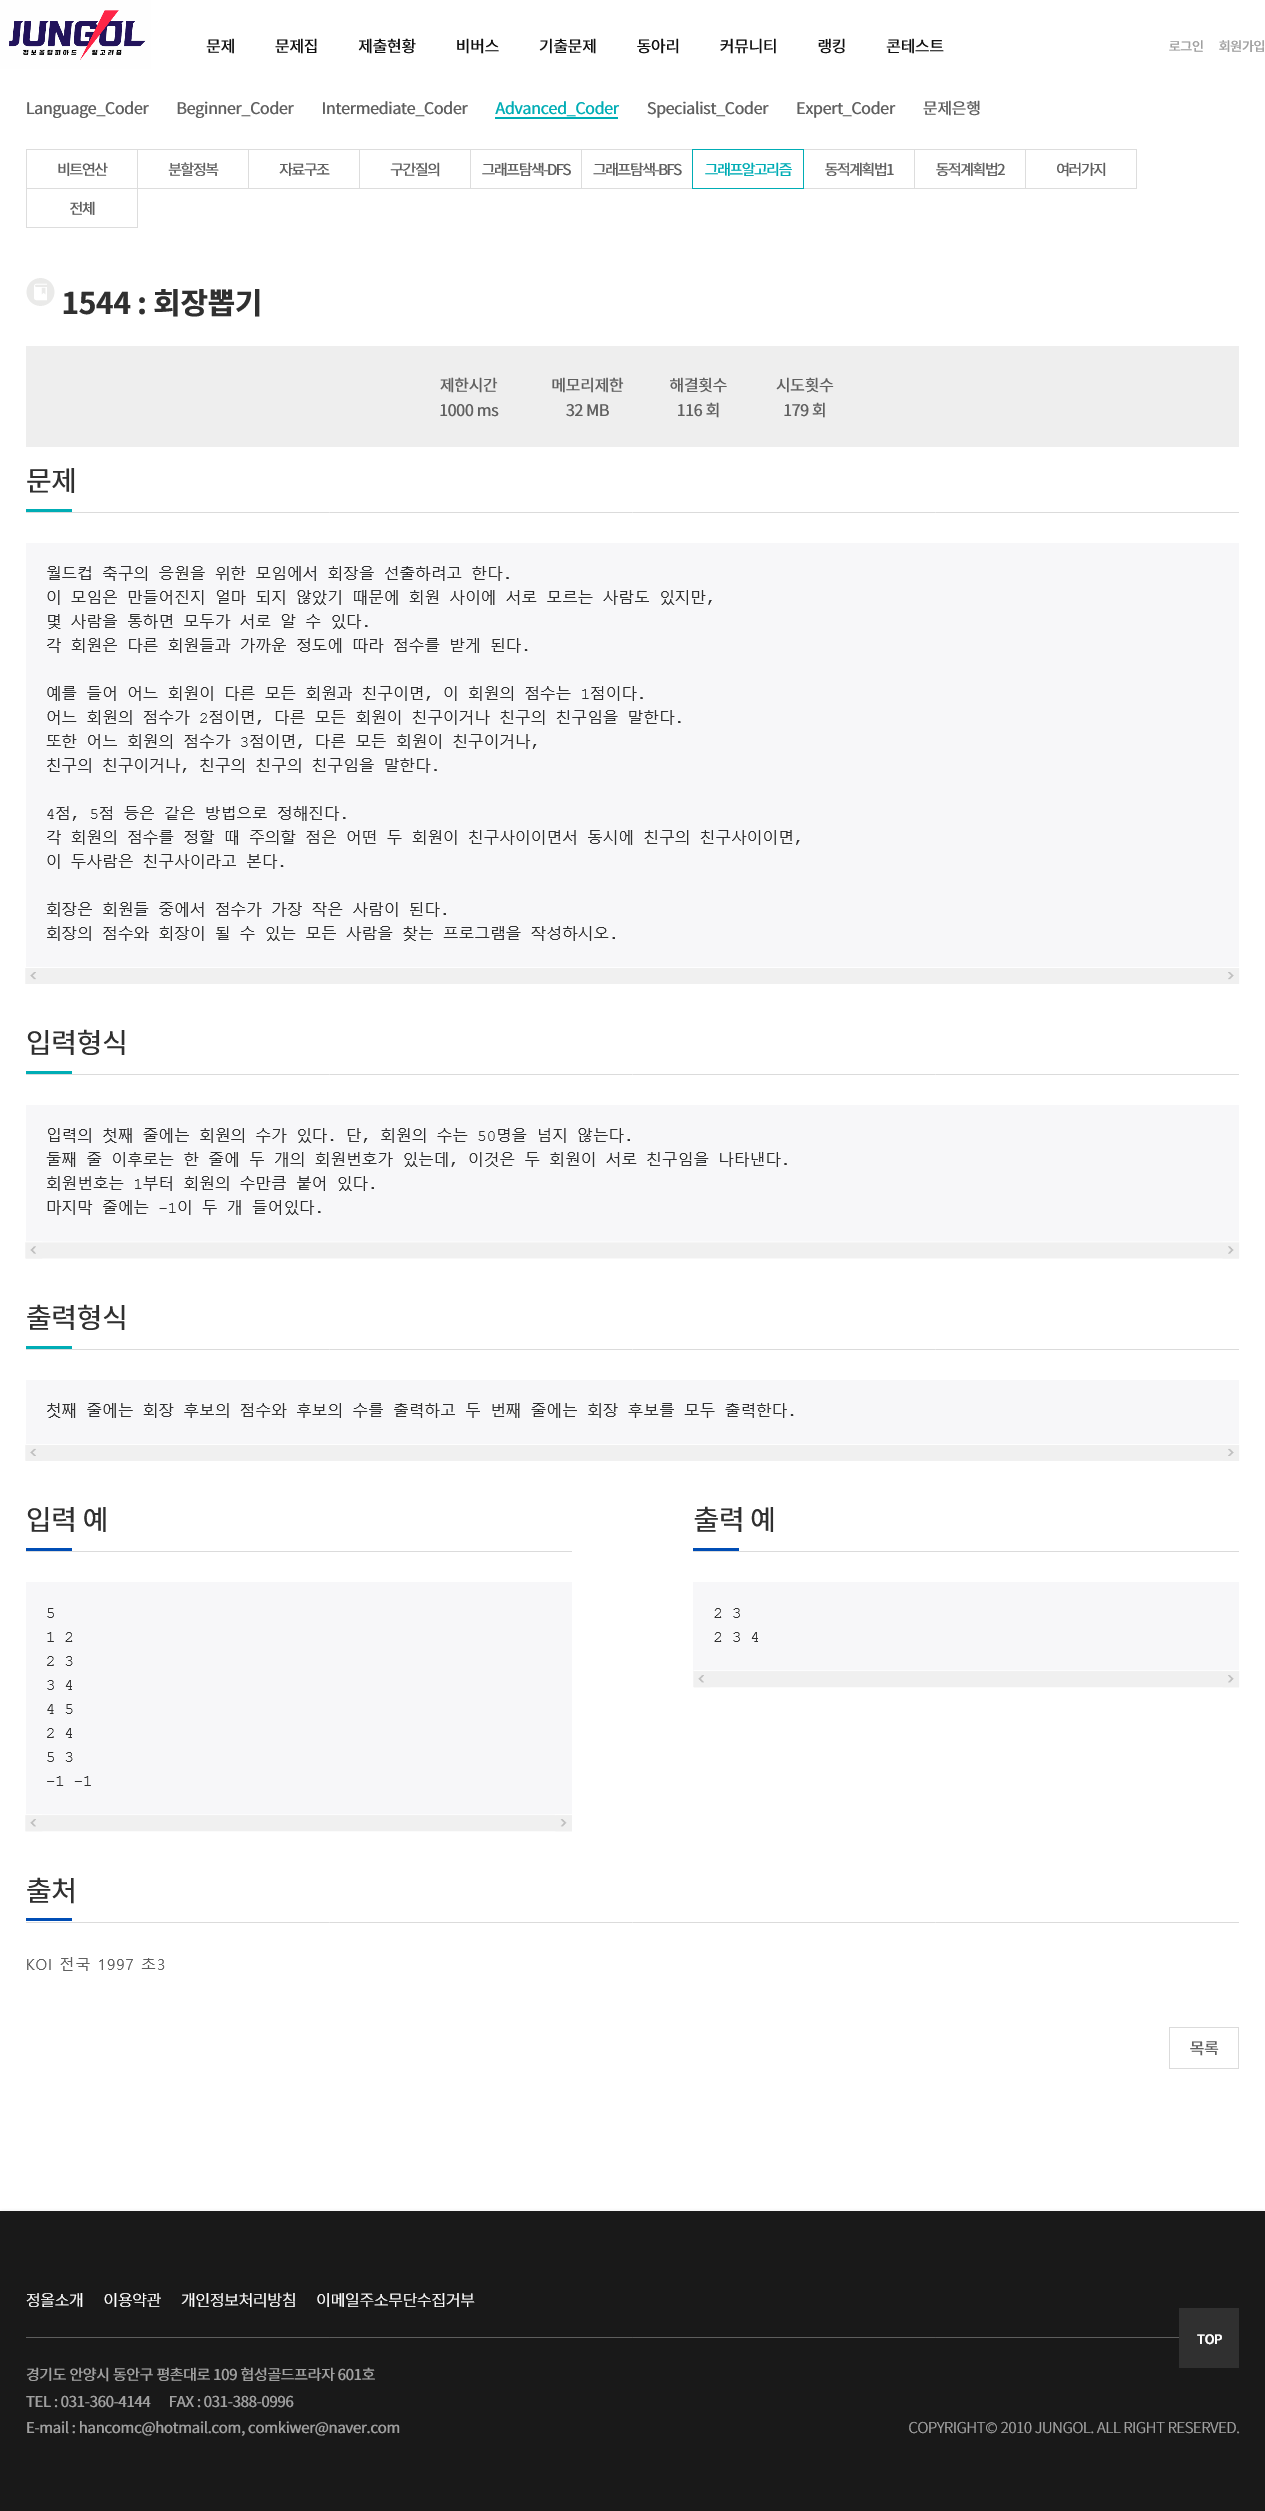 JUNGOL
정보올림피아드 알고리즘
문제 문제집 제출현황 비버스 기출문제 동아리 커뮤니티 랭킹 콘테스트 로그인 회원가입
Language_Coder Beginner_Coder Intermediate_Coder Advanced_Coder Specialist_Coder Expert_Coder 문제은행
비트연산 분할정복 자료구조 구간질의 그래프탐색-DFS 그래프탐색-BFS 그래프알고리즘 동적계획법1 동적계획법2 여러가지
전체
1544 : 회장뽑기
제한시간 메모리제한 해결횟수 시도횟수
1000 ms 32 MB 116 회 179 회
문제
월드컵 축구의 응원을 위한 모임에서 회장을 선출하려고 한다.
이 모임은 만들어진지 얼마 되지 않았기 때문에 회원 사이에 서로 모르는 사람도 있지만,
몇 사람을 통하면 모두가 서로 알 수 있다.
각 회원은 다른 회원들과 가까운 정도에 따라 점수를 받게 된다.
예를 들어 어느 회원이 다른 모든 회원과 친구이면, 이 회원의 점수는 1점이다.
어느 회원의 점수가 2점이면, 다른 모든 회원이 친구이거나 친구의 친구임을 말한다.
또한 어느 회원의 점수가 3점이면, 다른 모든 회원이 친구이거나,
친구의 친구이거나, 친구의 친구의 친구임을 말한다.
4점, 5점 등은 같은 방법으로 정해진다.
각 회원의 점수를 정할 때 주의할 점은 어떤 두 회원이 친구사이이면서 동시에 친구의 친구사이이면,
이 두사람은 친구사이라고 본다.
회장은 회원들 중에서 점수가 가장 작은 사람이 된다.
회장의 점수와 회장이 될 수 있는 모든 사람을 찾는 프로그램을 작성하시오.
입력형식
입력의 첫째 줄에는 회원의 수가 있다. 단, 회원의 수는 50명을 넘지 않는다.
둘째 줄 이후로는 한 줄에 두 개의 회원번호가 있는데, 이것은 두 회원이 서로 친구임을 나타낸다.
회원번호는 1부터 회원의 수만큼 붙어 있다.
마지막 줄에는 -1이 두 개 들어있다.
출력형식
첫째 줄에는 회장 후보의 점수와 후보의 수를 출력하고 두 번째 줄에는 회장 후보를 모두 출력한다.
입력 예
5
1 2
2 3
3 4
4 5
2 4
5 3
-1 -1
출력 예
2 3
2 3 4
출처
KOI 전국 1997 초3
목록
정올소개 이용약관 개인정보처리방침 이메일주소무단수집거부
TOP
경기도 안양시 동안구 평촌대로 109 협성골드프라자 601호
TEL : 031-360-4144 FAX : 031-388-0996
E-mail : hancomc@hotmail.com, comkiwer@naver.com
COPYRIGHT© 2010 JUNGOL. ALL RIGHT RESERVED.